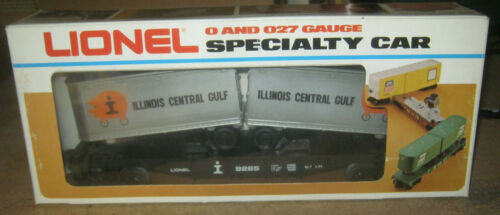 O AND O27 GAUGE
LIONEL SPECIALTY CAR
i ILLINOIS CENTRAL GULF
ILLINOIS CENTRAL GULF
LIONEL i 9285